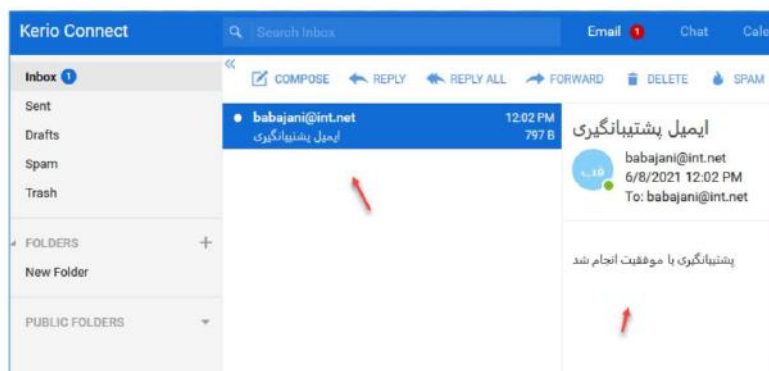 Kerio Connect
Search Inbox
Email 1 Chat Cale
Inbox 1
Sent
Drafts
Spam
Trash
FOLDERS +
New Folder
PUBLIC FOLDERS
« COMPOSE REPLY REPLY ALL FORWARD DELETE SPAM
babajani@int.net 12:02 PM
ایمیل پشتیبانگیری 797 B
ایمیل پشتیبانگیری
فب
babajani@int.net
6/8/2021 12:02 PM
To: babajani@int.net
پشتیبانگیری با موفقیت انجام شد